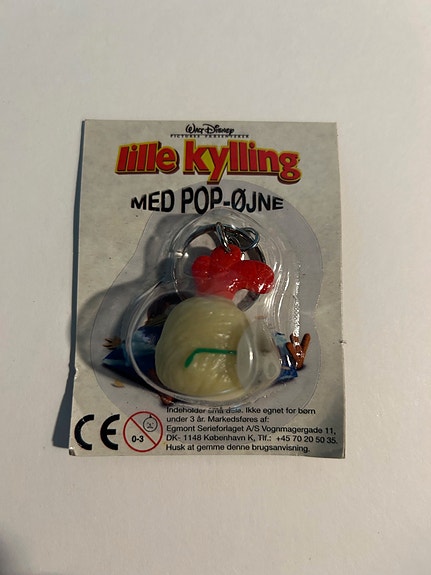 Walt Disney
PICTURES PRÆSENTERER
lille kylling
MED POP-ØJNE
CE
0-3
Indeholder små dele. Ikke egnet for børn
under 3 år. Markedsføres af:
Egmont Serieforlaget A/S Vognmagergade 11,
DK- 1148 København K, Tlf.: +45 70 20 50 35.
Husk at gemme denne brugsanvisning.